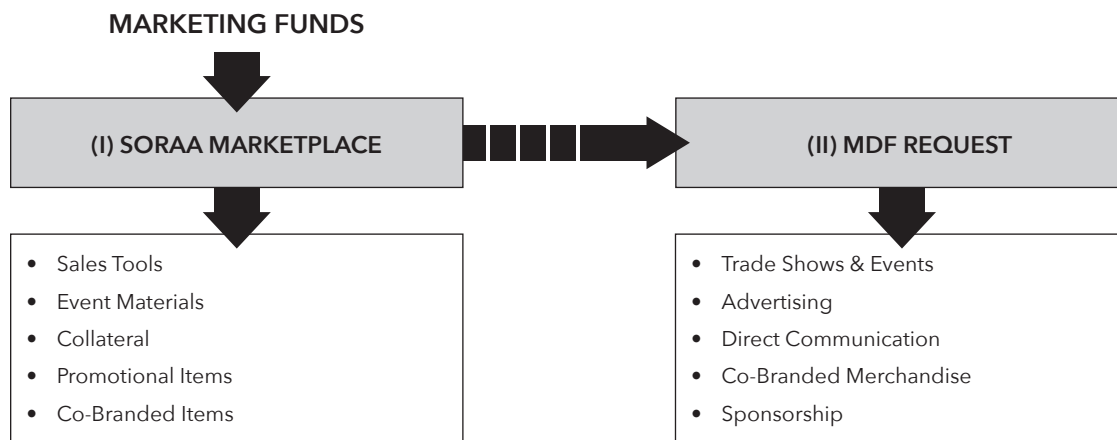 MARKETING FUNDS
(I) SORAA MARKETPLACE
(II) MDF REQUEST
• Sales Tools
• Event Materials
• Collateral
• Promotional Items
• Co-Branded Items
• Trade Shows & Events
• Advertising
• Direct Communication
• Co-Branded Merchandise
• Sponsorship